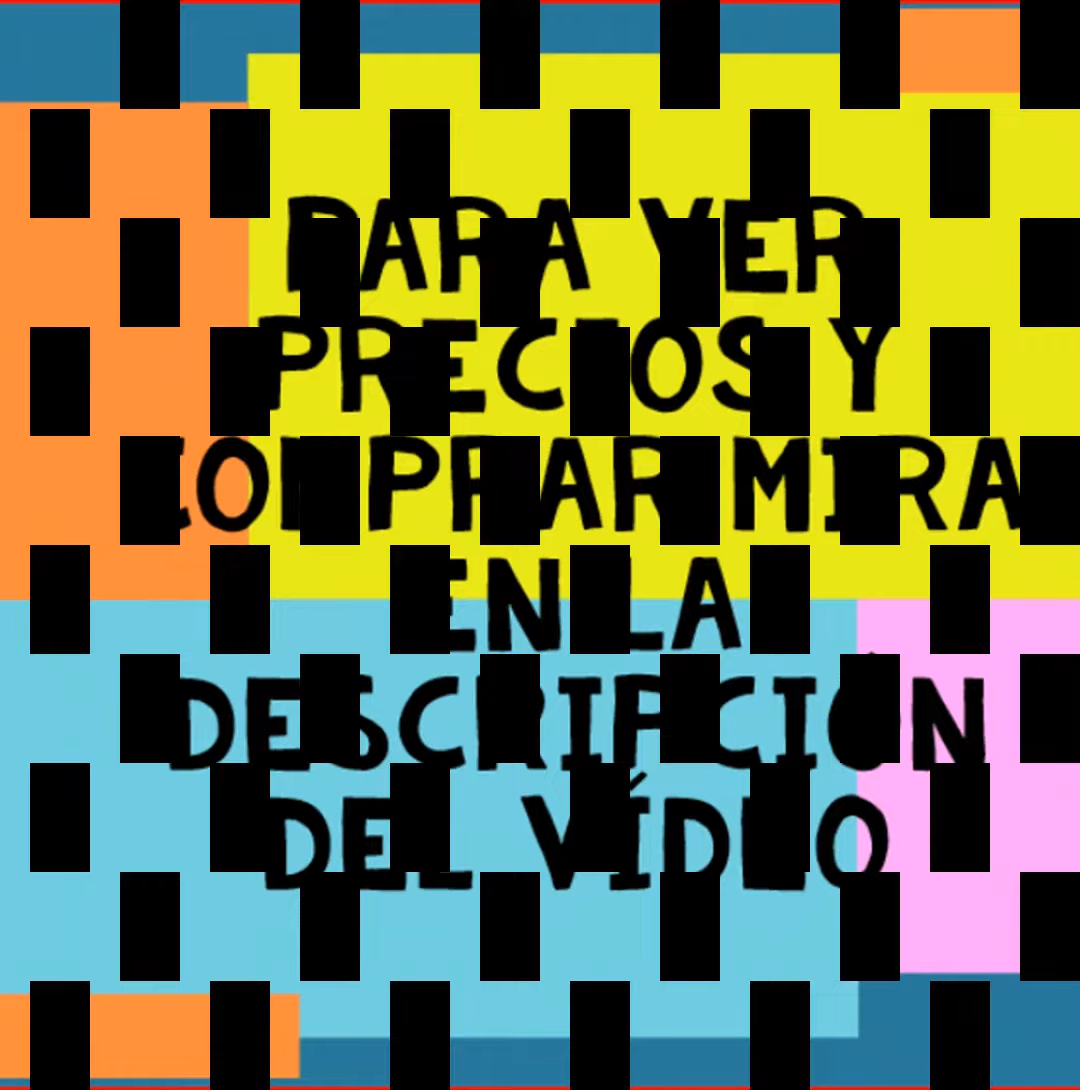 PARA VER
PRECIOS Y
COMPRAR MIRA
EN LA
DESCRIPCIÓN
DEL VÍDEO